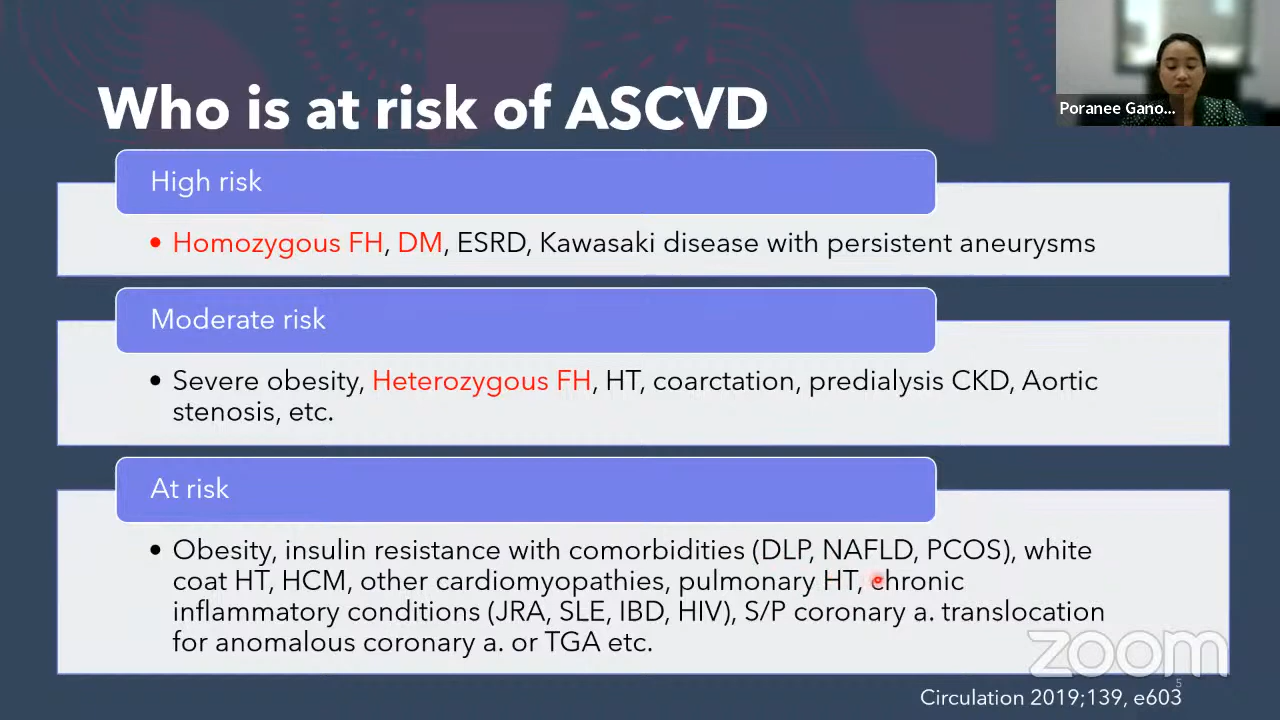 Who is at risk of ASCVD
Poranee Gano...
High risk
• Homozygous FH, DM, ESRD, Kawasaki disease with persistent aneurysms
Moderate risk
• Severe obesity, Heterozygous FH, HT, coarctation, predialysis CKD, Aortic
stenosis, etc.
At risk
• Obesity, insulin resistance with comorbidities (DLP, NAFLD, PCOS), white
coat HT, HCM, other cardiomyopathies, pulmonary HT, chronic
inflammatory conditions (JRA, SLE, IBD, HIV), S/P coronary a. translocation
for anomalous coronary a. or TGA etc.
zoom
5
Circulation 2019;139, e603